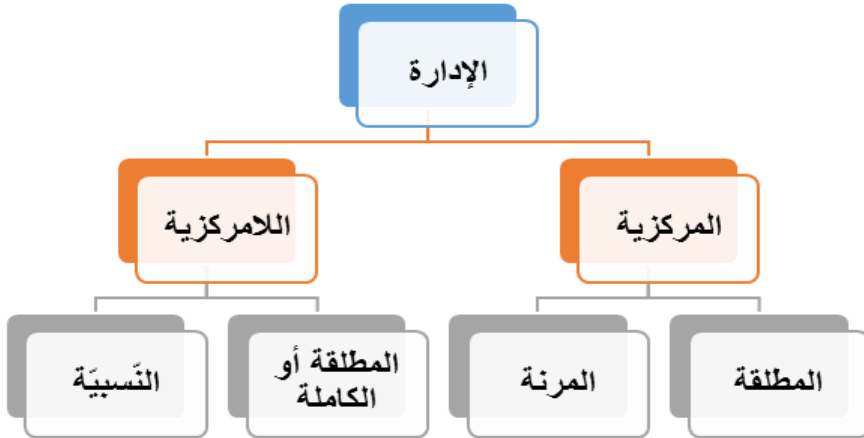 الإدارة
المركزية
اللامركزية
المطلقة
المرنة
المطلقة أو
الكاملة
النّسبيّة